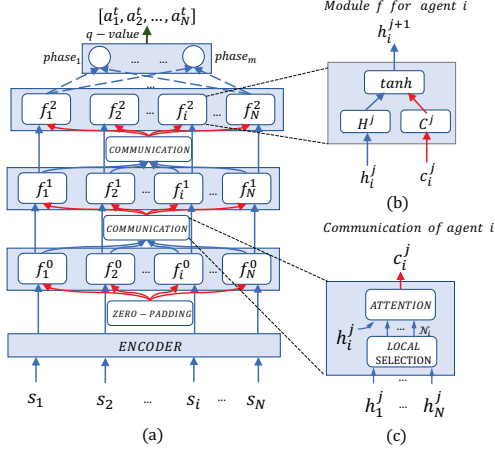 [a_1^t, a_2^t, ..., a_N^t]
q - value
phase_1 ... ... phase_m
...
f_1^2 f_2^2 ... f_i^2 ... f_N^2
COMMUNICATION
f_1^1 f_2^1 ... f_i^1 ... f_N^1
COMMUNICATION
f_1^0 f_2^0 ... f_i^0 ... f_N^0
ZERO - PADDING
ENCODER
s_1 s_2 ... s_i ... s_N
(a)
Module f for agent i
h_i^{j+1}
tanh
H^j C^j
h_i^j c_i^j
(b)
Communication of agent i
c_i^j
ATTENTION
h_i^j ... N_i
LOCAL
SELECTION
...
h_1^j ... h_N^j
(c)